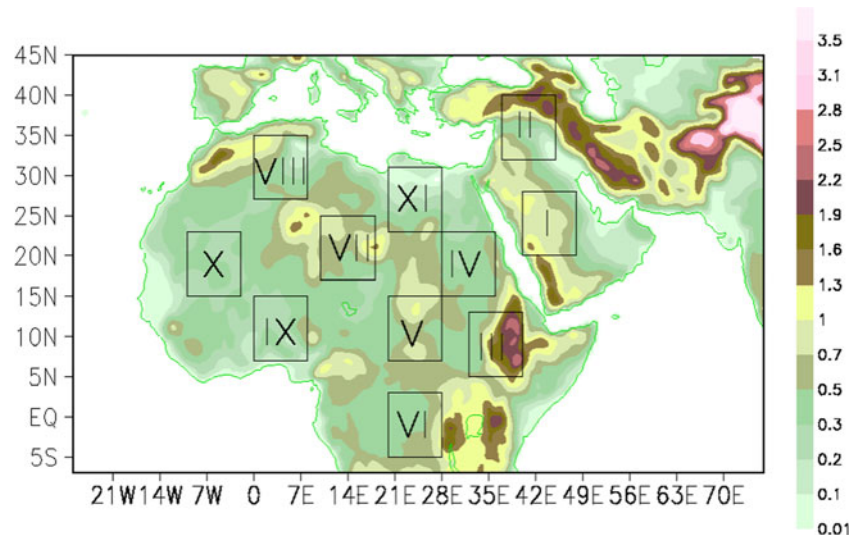 45N
40N
35N
30N
25N
20N
15N
10N
5N
EQ
5S
21W 14W 7W 0 7E 14E 21E 28E 35E 42E 49E 56E 63E 70E
II
VIII
XI
I
X
VII
IV
IX
V
III
VI
3.5
3.1
2.8
2.5
2.2
1.9
1.6
1.3
1
0.7
0.5
0.3
0.2
0.1
0.01